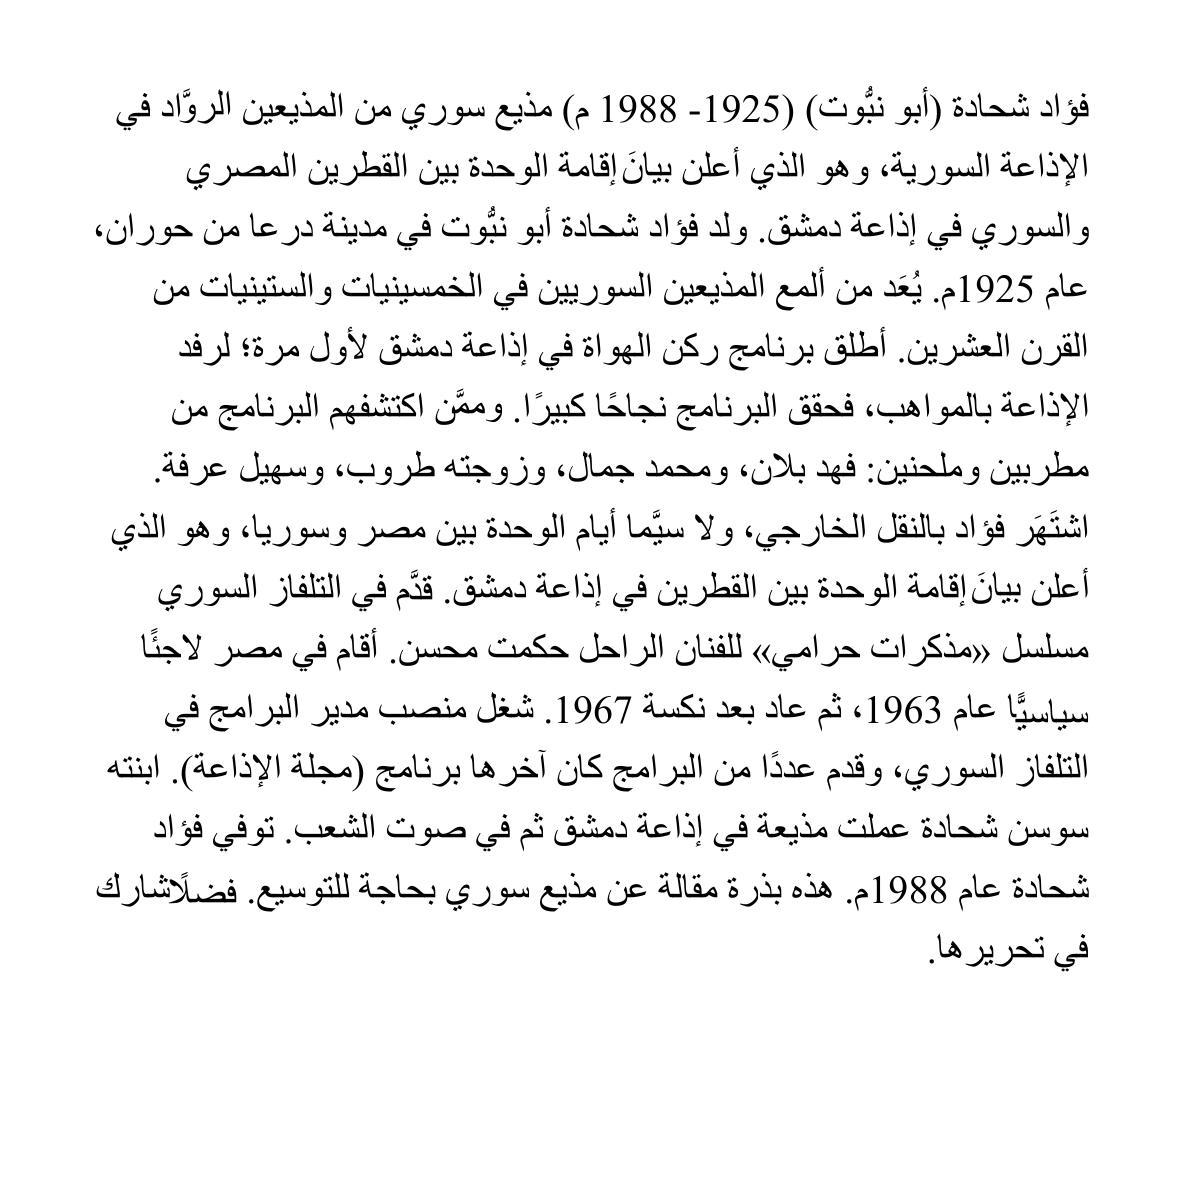 فؤاد شحادة (أبو نبُّوت) (1925- 1988 م) مذيع سوري من المذيعين الروَّاد في
الإذاعة السورية، وهو الذي أعلن بيانَ إقامة الوحدة بين القطرين المصري
والسوري في إذاعة دمشق. ولد فؤاد شحادة أبو نبُّوت في مدينة درعا من حوران،
عام 1925م. يُعَد من ألمع المذيعين السوريين في الخمسينيات والستينيات من
القرن العشرين. أطلق برنامج ركن الهواة في إذاعة دمشق لأول مرة؛ لرفد
الإذاعة بالمواهب، فحقق البرنامج نجاحًا كبيرًا. وممَّن اكتشفهم البرنامج من
مطربين وملحنين: فهد بلان، ومحمد جمال، وزوجته طروب، وسهيل عرفة.
اشتَهَر فؤاد بالنقل الخارجي، ولا سيَّما أيام الوحدة بين مصر وسوريا، وهو الذي
أعلن بيانَ إقامة الوحدة بين القطرين في إذاعة دمشق. قدَّم في التلفاز السوري
مسلسل «مذكرات حرامي» للفنان الراحل حكمت محسن. أقام في مصر لاجئًا
سياسيًّا عام 1963، ثم عاد بعد نكسة 1967. شغل منصب مدير البرامج في
التلفاز السوري، وقدم عددًا من البرامج كان آخرها برنامج (مجلة الإذاعة). ابنته
سوسن شحادة عملت مذيعة في إذاعة دمشق ثم في صوت الشعب. توفي فؤاد
شحادة عام 1988م. هذه بذرة مقالة عن مذيع سوري بحاجة للتوسيع. فضلًا شارك
في تحريرها.